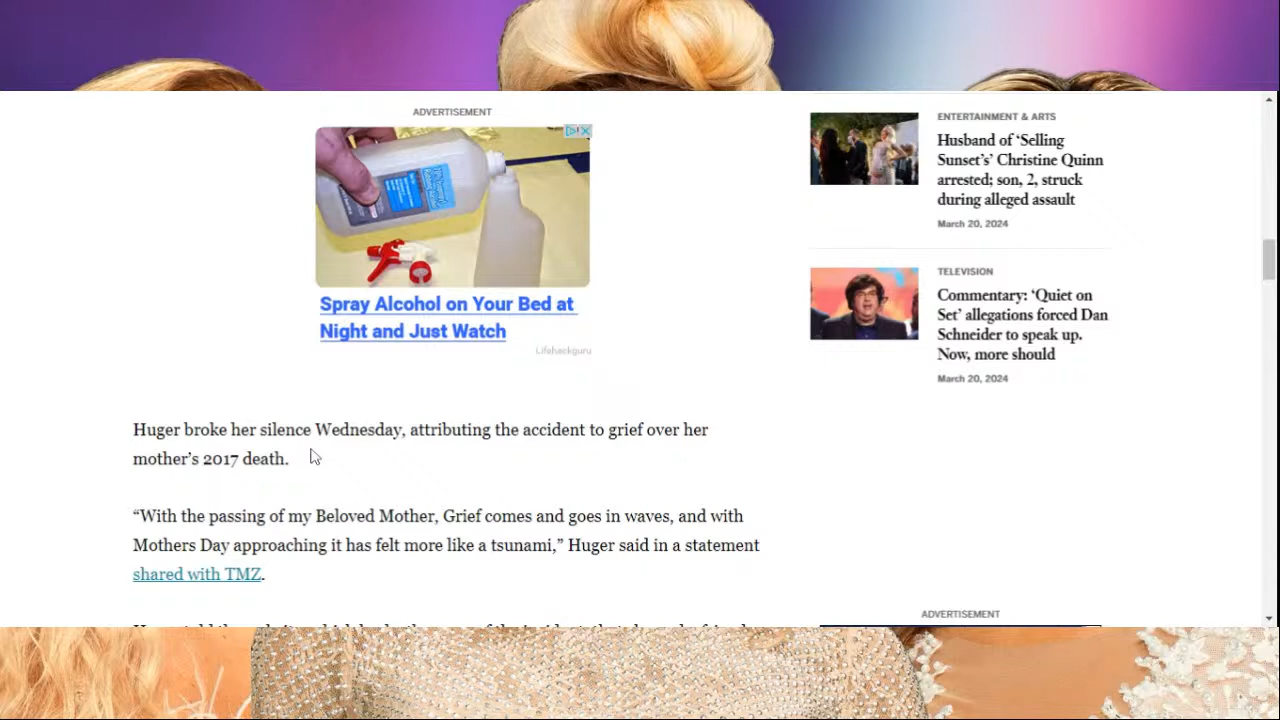 ADVERTISEMENT
Spray Alcohol on Your Bed at
Night and Just Watch
Lifehackguru
Huger broke her silence Wednesday, attributing the accident to grief over her
mother’s 2017 death.
“With the passing of my Beloved Mother, Grief comes and goes in waves, and with
Mothers Day approaching it has felt more like a tsunami,” Huger said in a statement
shared with TMZ.
ENTERTAINMENT & ARTS
Husband of ‘Selling
Sunset’s’ Christine Quinn
arrested; son, 2, struck
during alleged assault
March 20, 2024
TELEVISION
Commentary: ‘Quiet on
Set’ allegations forced Dan
Schneider to speak up.
Now, more should
March 20, 2024
ADVERTISEMENT